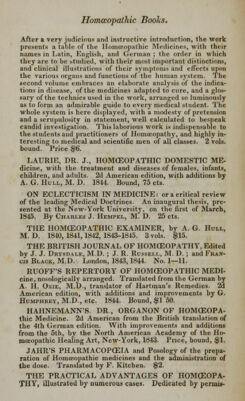 Homœopathic Books.
After a very judicious and instructive introduction, the work
presents a table of the Homœopathic Medicines, with their
names in Latin, English, and German; the order in which
they are to be studied, with their most important distinctions,
and clinical illustrations of their symptoms and effects upon
the various organs and functions of the human system. The
second volume embraces an elaborate analysis of the indica-
tions in disease, of the medicines adapted to cure, and a glos-
sary of the technics used in the work, arranged so luminously
as to form an admirable guide to every medical student. The
whole system is here displayed, with a modesty of pretension
and a scrupulosity in statement, well calculated to bespeak
candid investigation. This laborious work is indispensable to
the students and practitioners of Homœopathy, and highly in-
teresting to medical and scientific men of all classes. 2 vols.
bound. Price $6.
LAURIE, DR. J., HOMŒOPATHIC DOMESTIC ME-
dicine, with the treatment and diseases of females, infants,
children, and adults. 2d American edition, with additions by
A. G. HULL, M. D. 1844. Bound, 75 cts.
ON ECLECTICISM IN MEDICINE: or a critical review
of the leading Medical Doctrines. An inaugural thesis, pre-
sented at the New-York University, on the first of March,
1845. By CHARLES J. HEMPEL, M. D. 25 cts.
THE HOMŒOPATHIC EXAMINER, by A. G. HULL,
M. D. 1840, 1841, 1842, 1843-1845. 3 vols. $15.
THE BRITISH JOURNAL OF HOMŒOPATHY, Edited
by J. J. DRYSDALE, M. D.; J. R. RUSSELL, M. D.; and FRAN-
CIS BLACK, M. D. London, 1843, 1844. No. 1—11.
RUOFF'S REPERTORY OF HOMŒOPATHIC MEDI-
cine, nosologically arranged. Translated from the German by
A. H. OKIE, M. D., translator of Hartman's Remedies. 2d
American edition, with additions and improvements by G.
HUMPHREY, M. D., etc. 1844. Bound, $1 50.
HAHNEMANN'S. DR., ORGANON OF HOMŒOPA-
thic Medicine. 2d American from the British translation of
the 4th German edition. With improvements and additions
from the 5th, by the North American Academy of the Ho-
mœopathic Healing Art, New-York, 1843. Price, bound, $1.
JAHR'S PHARMACOPŒIA and Posology of the prepa-
ration of Homœopathic medicines and the administration of
the dose. Translated by F. Kitchen. $2.
THE PRACTICAL ADVANTAGES OF HOMŒOPA-
THY, illustrated by numerous cases. Dedicated by permis-